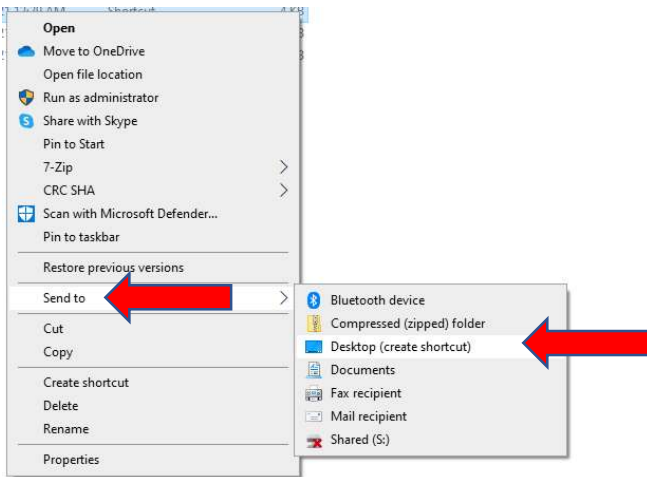 Shortcut
Open
Move to OneDrive
Open file location
Run as administrator
Share with Skype
Pin to Start
7-Zip
CRC SHA
Scan with Microsoft Defender...
Pin to taskbar
Restore previous versions
Send to
Cut
Copy
Create shortcut
Delete
Rename
Properties
Bluetooth device
Compressed (zipped) folder
Desktop (create shortcut)
Documents
Fax recipient
Mail recipient
Shared (S:)